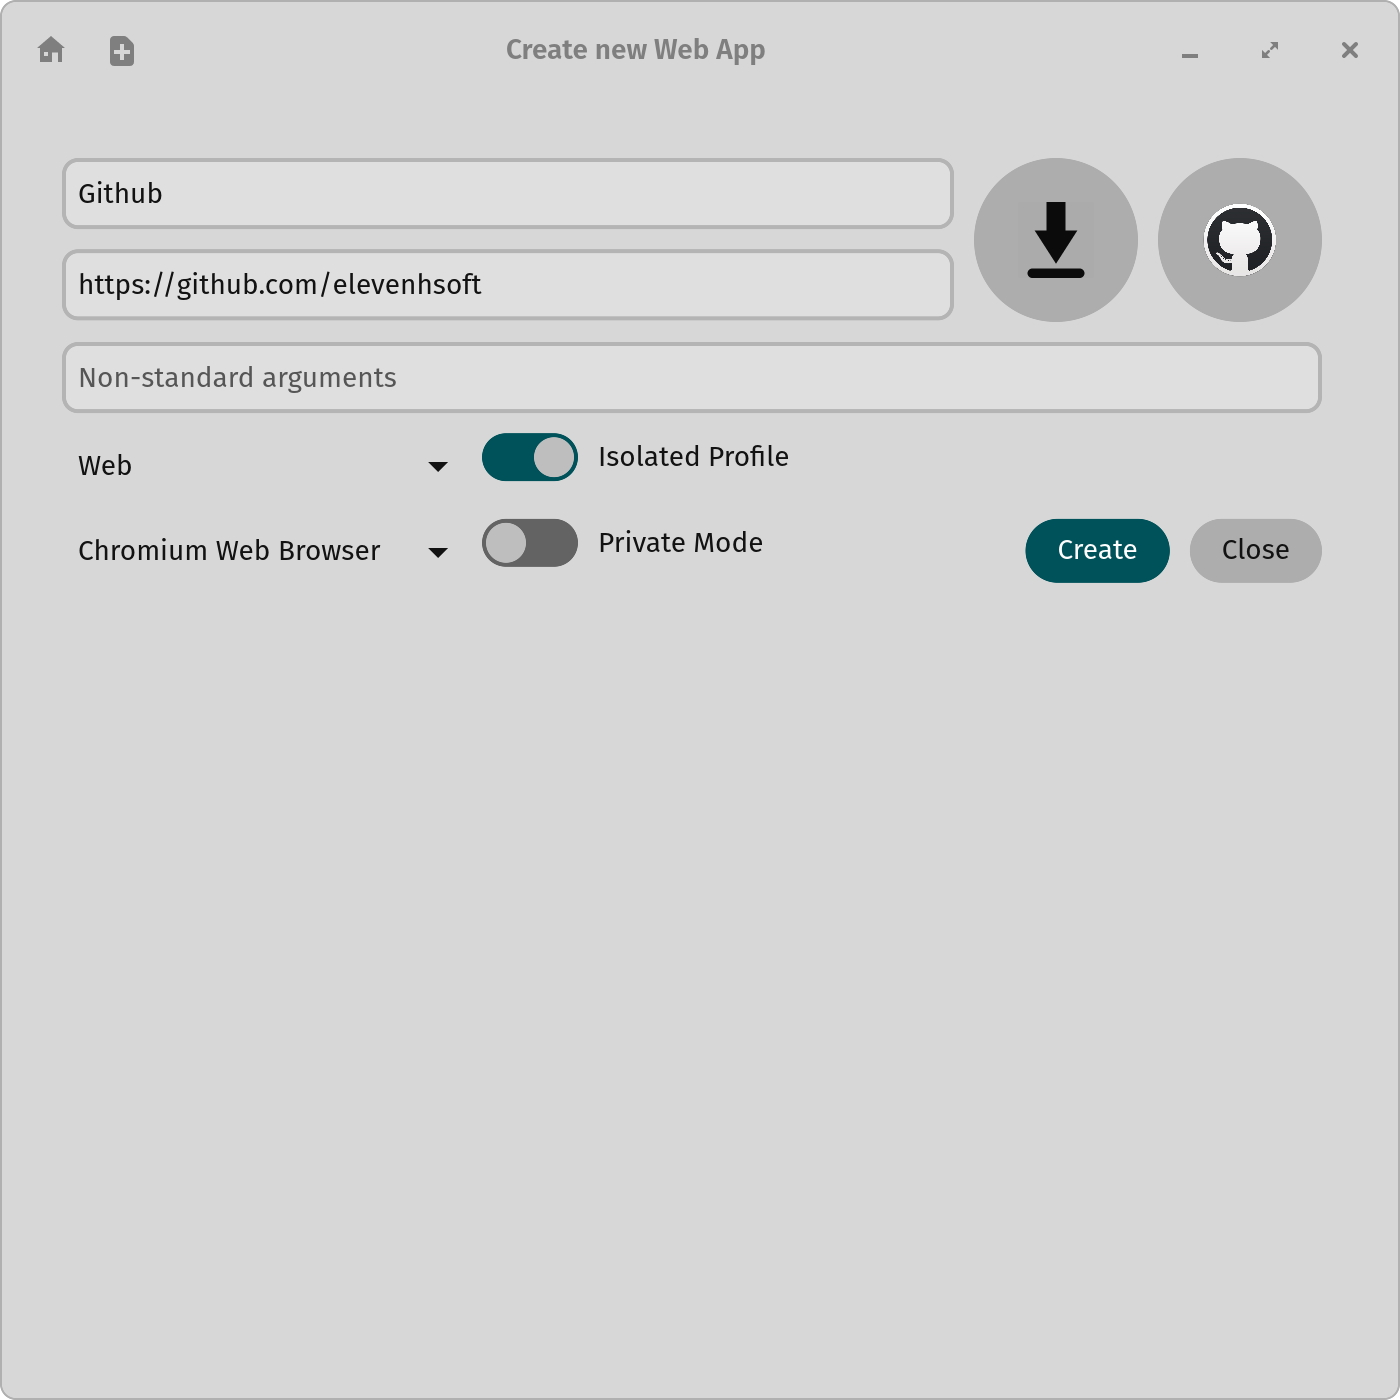 Create new Web App
Github
https://github.com/elevenhsoft
Non-standard arguments
Web
Isolated Profile
Chromium Web Browser
Private Mode
Create
Close